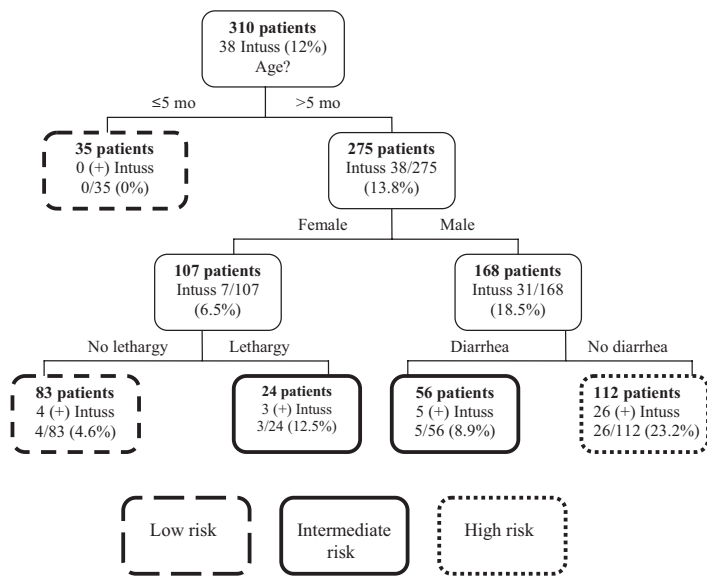 310 patients
38 Intuss (12%)
Age?
≤5 mo
>5 mo
35 patients
0 (+) Intuss
0/35 (0%)
275 patients
Intuss 38/275
(13.8%)
Female
Male
107 patients
Intuss 7/107
(6.5%)
168 patients
Intuss 31/168
(18.5%)
No lethargy
Lethargy
Diarrhea
No diarrhea
83 patients
4 (+) Intuss
4/83 (4.6%)
24 patients
3 (+) Intuss
3/24 (12.5%)
56 patients
5 (+) Intuss
5/56 (8.9%)
112 patients
26 (+) Intuss
26/112 (23.2%)
Low risk
Intermediate
risk
High risk